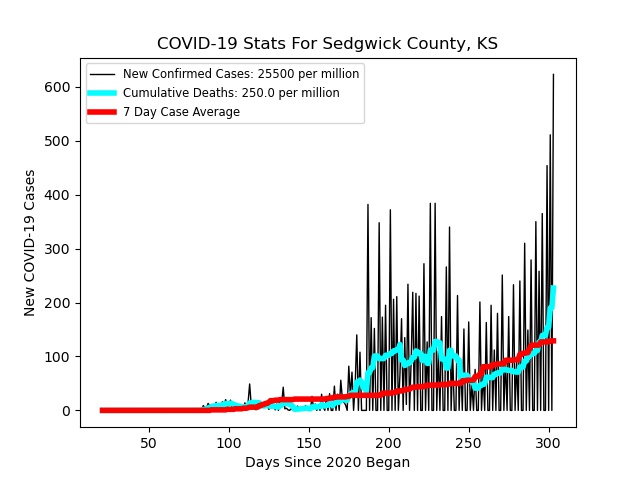 COVID-19 Stats For Sedgwick County, KS
New Confirmed Cases: 25500 per million
Cumulative Deaths: 250.0 per million
7 Day Case Average
New COVID-19 Cases
600
500
400
300
200
100
0
50 100 150 200 250 300
Days Since 2020 Began